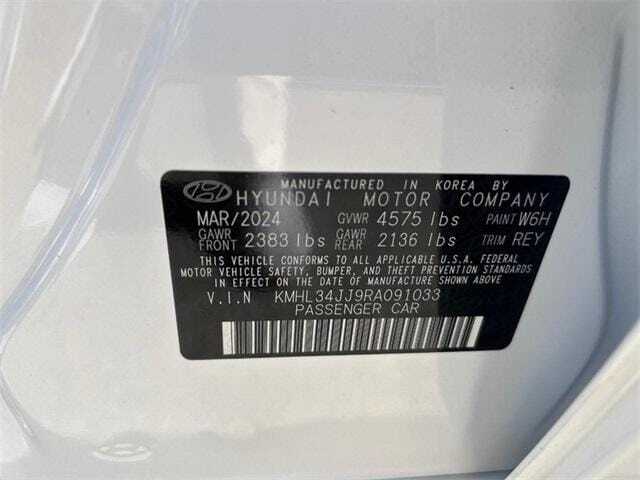 MANUFACTURED IN KOREA BY
HYUNDAI MOTOR COMPANY
MAR/2024 GVWR 4575 lbs PAINT W6H
GAWR FRONT 2383 lbs GAWR REAR 2136 lbs TRIM REY
THIS VEHICLE CONFORMS TO ALL APPLICABLE U.S.A. FEDERAL
MOTOR VEHICLE SAFETY, BUMPER, AND THEFT PREVENTION STANDARDS
IN EFFECT ON THE DATE OF MANUFACTURE SHOWN ABOVE
V.I.N KMHL34JJ9RA091033
PASSENGER CAR